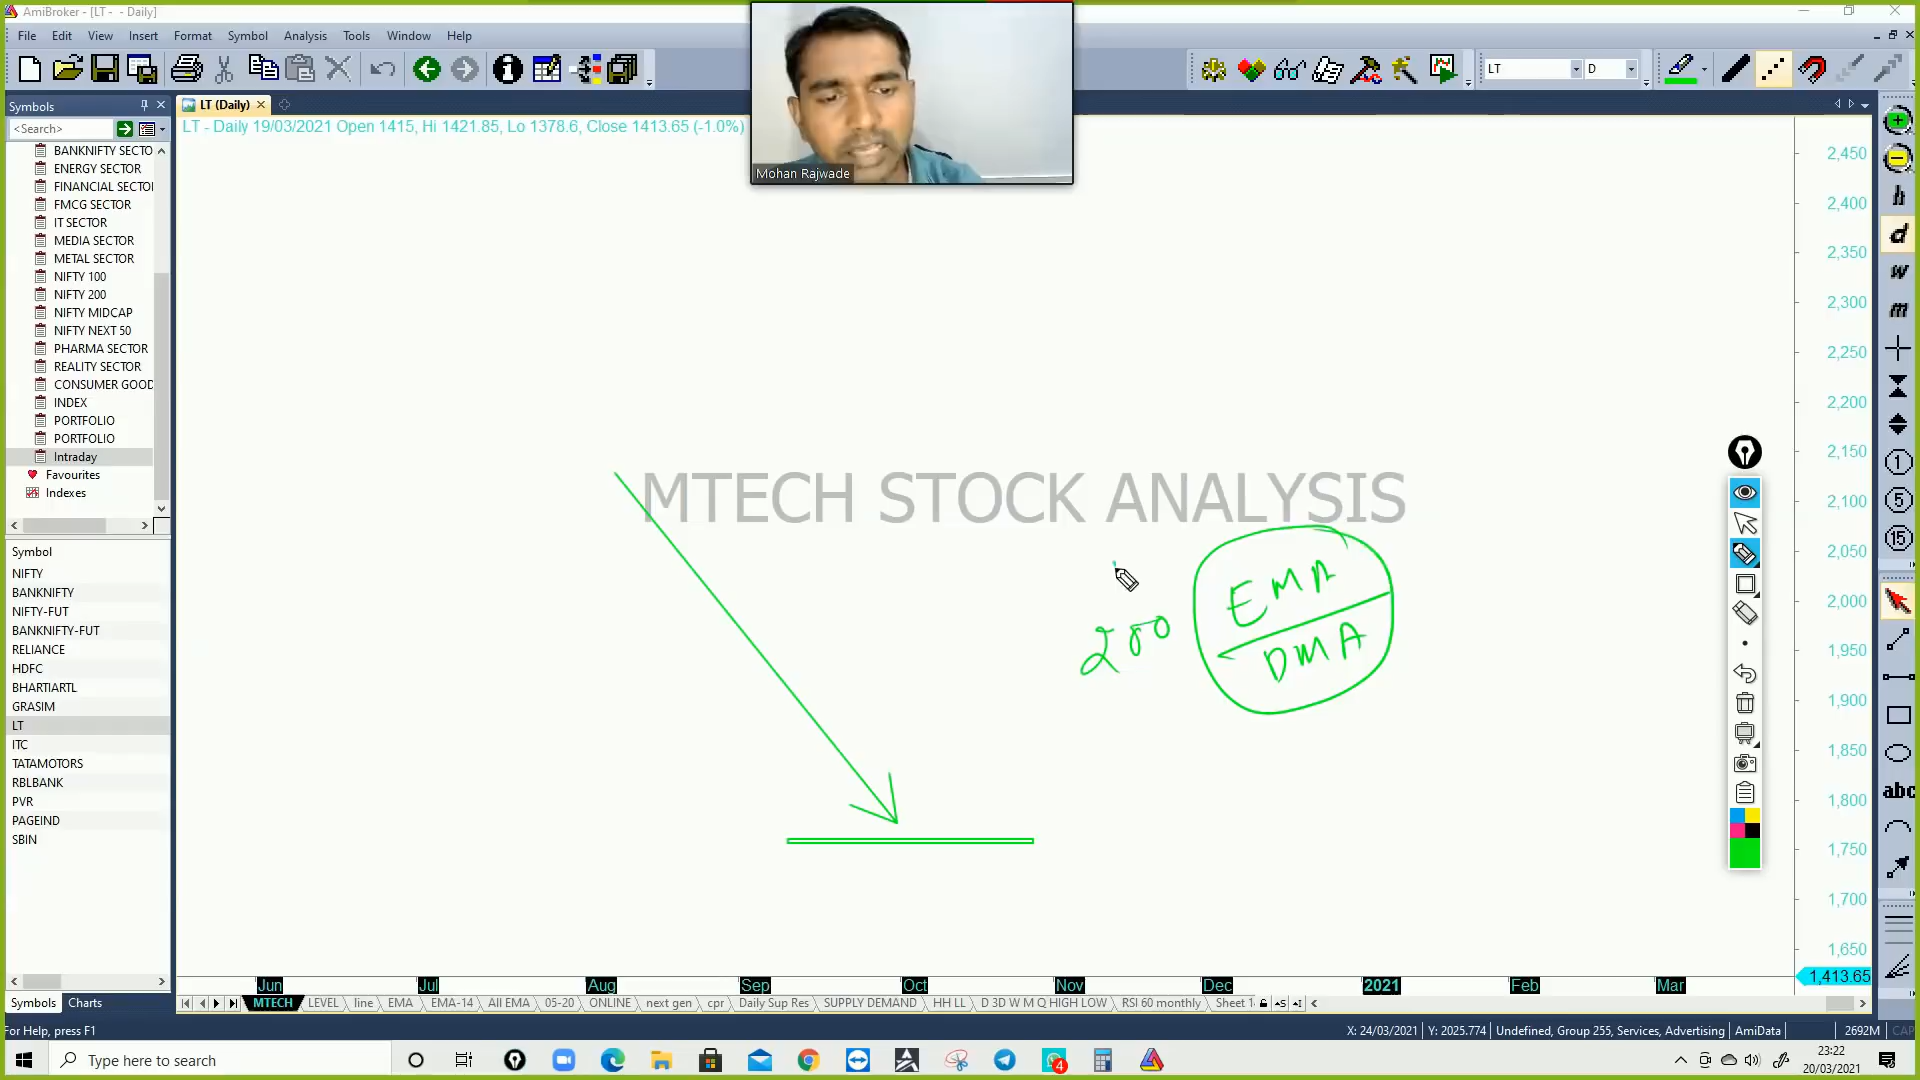 AmiBroker - [LT - - Daily]
File Edit View Insert Format Symbol Analysis Tools Window Help
LT D
Symbols
LT (Daily)
<Search>
LT - Daily 19/03/2021 Open 1415, Hi 1421.85, Lo 1378.6, Close 1413.65 (-1.0%)
Mohan Rajwade
BANKNIFTY SECTO
ENERGY SECTOR
FINANCIAL SECTOI
FMCG SECTOR
IT SECTOR
MEDIA SECTOR
METAL SECTOR
NIFTY 100
NIFTY 200
NIFTY MIDCAP
NIFTY NEXT 50
PHARMA SECTOR
REALITY SECTOR
CONSUMER GOOD
INDEX
PORTFOLIO
PORTFOLIO
Intraday
Favourites
Indexes
Symbol
NIFTY
BANKNIFTY
NIFTY-FUT
BANKNIFTY-FUT
RELIANCE
HDFC
BHARTIARTL
GRASIM
LT
ITC
TATAMOTORS
RBLBANK
PVR
PAGEIND
SBIN
Symbols Charts
MTECH STOCK ANALYSIS
200
EMA
DMA
2,450
2,400
2,350
2,300
2,250
2,200
2,150
2,100
2,050
2,000
1,950
1,900
1,850
1,800
1,750
1,700
1,650
1,413.65
d
w
m
1
5
15
abc
Jun Jul Aug Sep Oct Nov Dec 2021 Feb Mar
MTECH LEVEL line EMA EMA-14 All EMA 05-20 ONLINE next gen cpr Daily Sup Res SUPPLY DEMAND HH LL D 3D W M Q HIGH LOW RSI 60 monthly Sheet 1
For Help, press F1
X: 24/03/2021 Y: 2025.774 Undefined, Group 255, Services, Advertising AmiData 2692M CAP
Type here to search
4
23:22
20/03/2021